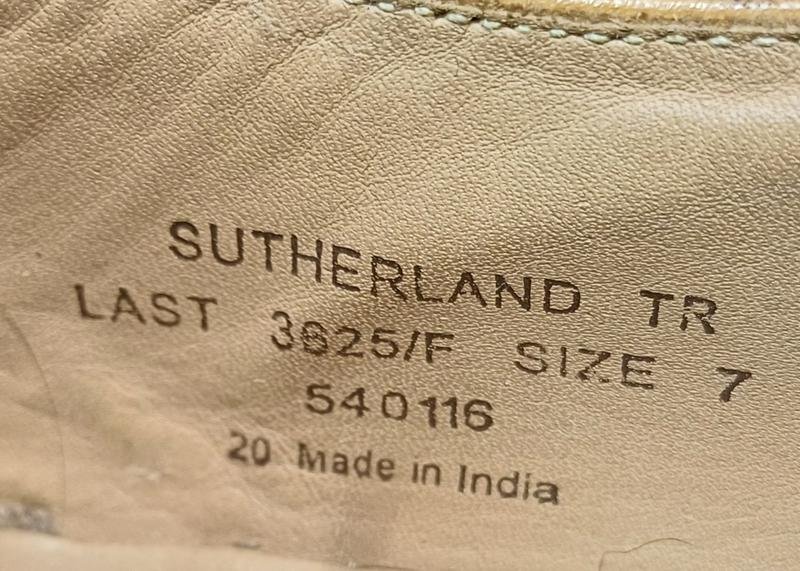 SUTHERLAND TR
LAST 3625/F SIZE 7
540116
20 Made in India